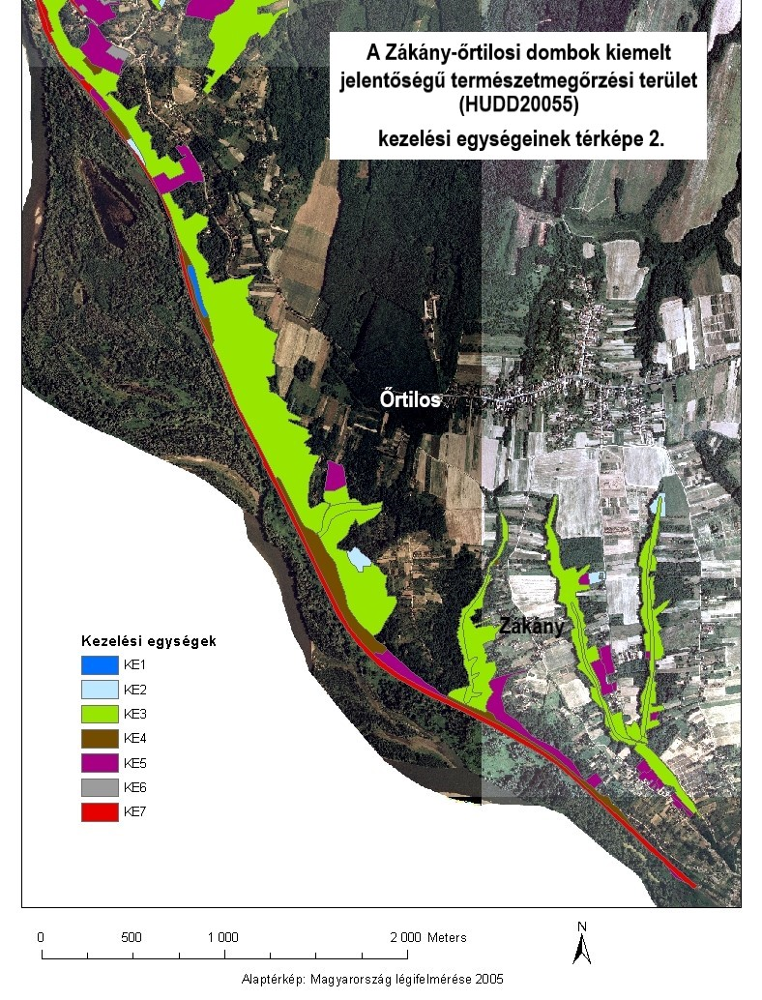 A Zákány-őrtilosi dombok kiemelt
jelentőségű természetmegőrzési terület
(HUDD20055)
kezelési egységeinek térképe 2.
Őrtilos
Zákány
Kezelési egységek
KE1
KE2
KE3
KE4
KE5
KE6
KE7
0 500 1 000 2 000 Meters
N
Alaptérkép: Magyarország légifelmérése 2005